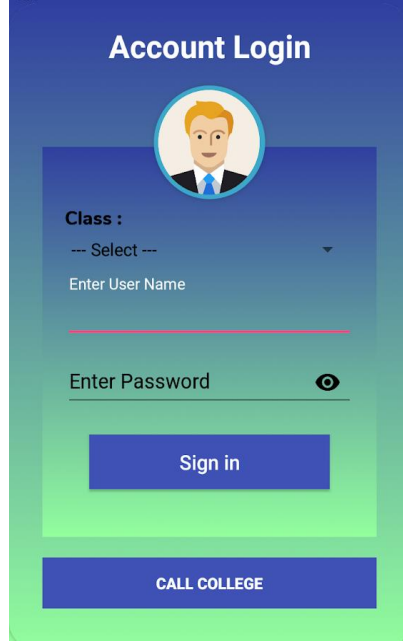 Account Login
Class :
--- Select ---
Enter User Name
Enter Password
Sign in
CALL COLLEGE